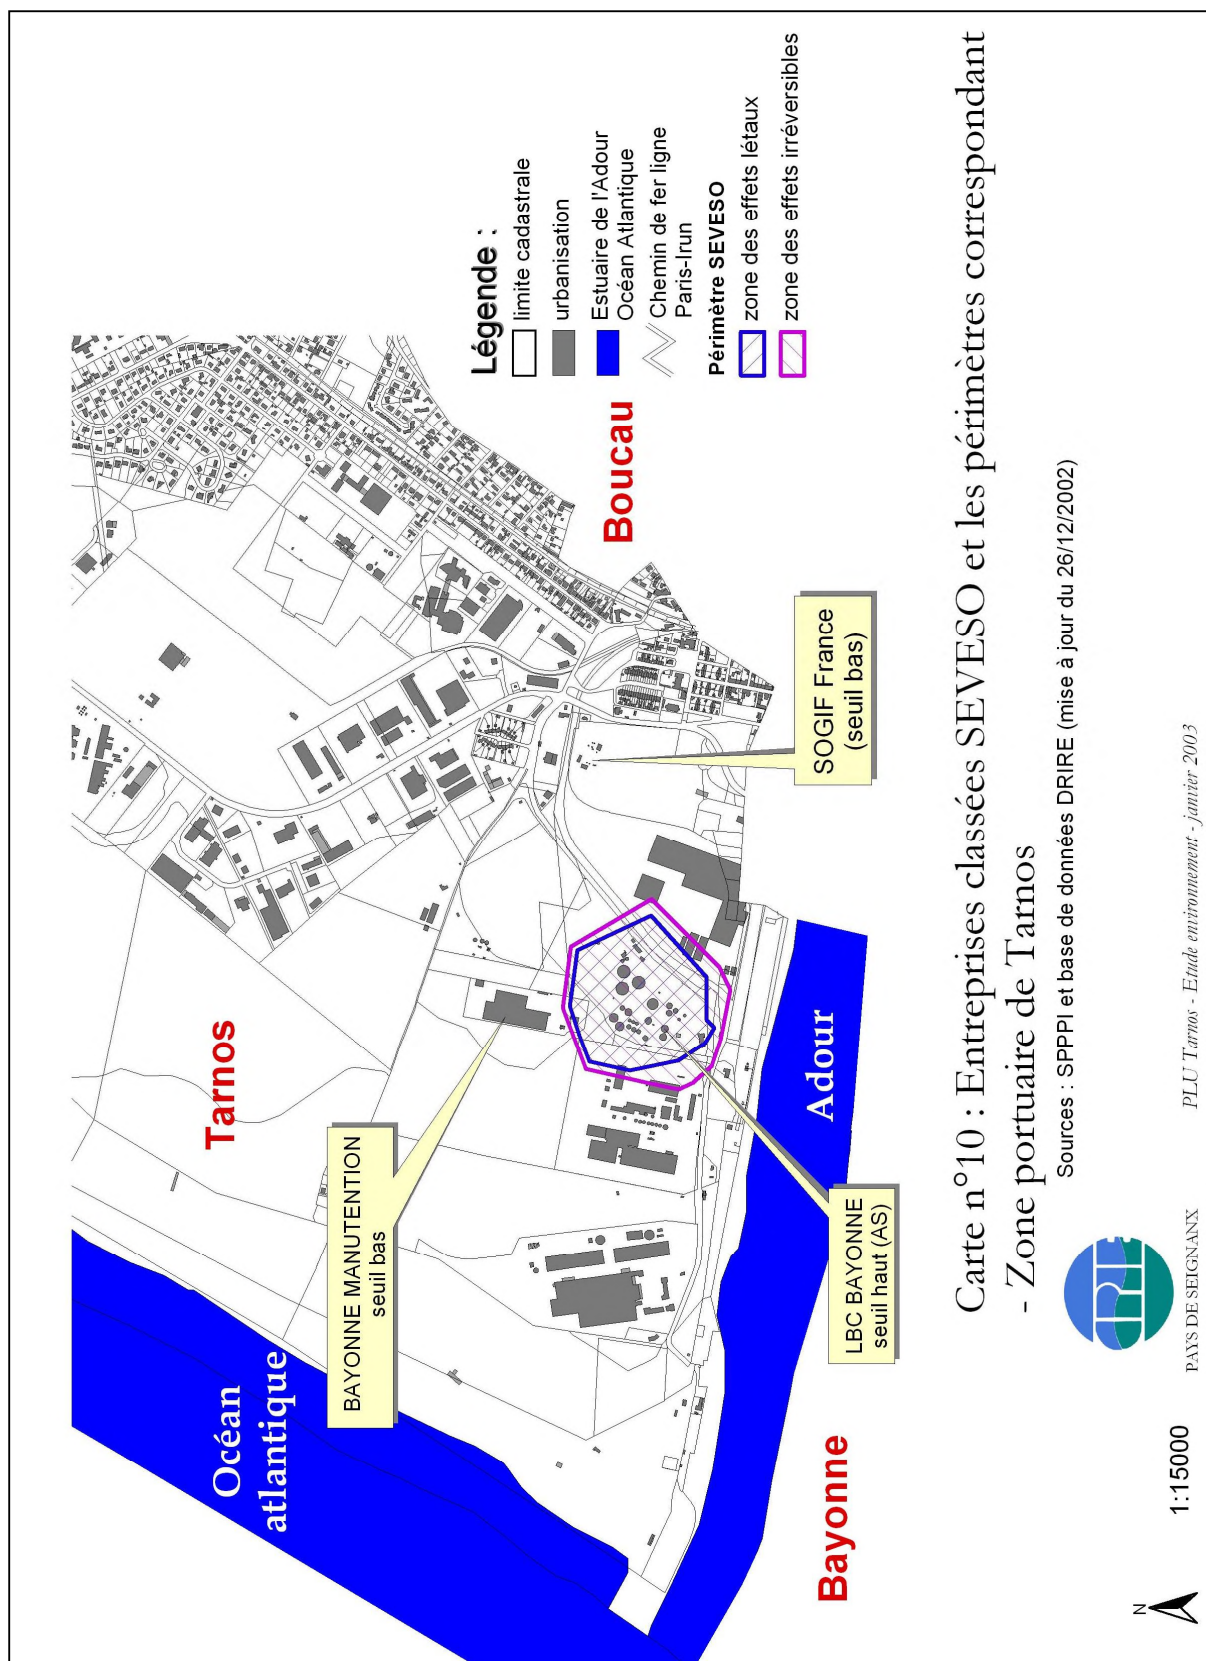 Océan
atlantique
Tarnos
BAYONNE MANUTENTION
seuil bas
Boucau
SOGIF France
(seuil bas)
LBC BAYONNE
seuil haut (AS)
Adour
Bayonne
Légende :
limite cadastrale
urbanisation
Estuaire de l'Adour
Océan Atlantique
Chemin de fer ligne
Paris-Irun
Périmètre SEVESO
zone des effets létaux
zone des effets irréversibles
Carte n°10 : Entreprises classées SEVESO et les périmètres correspondant
- Zone portuaire de Tarnos
Sources : SPPPI et base de données DRIRE (mise à jour du 26/12/2002)
PAYS DE SEIGNANX
PLU Tarnos - Etude environnement - janvier 2003
N
1:15000